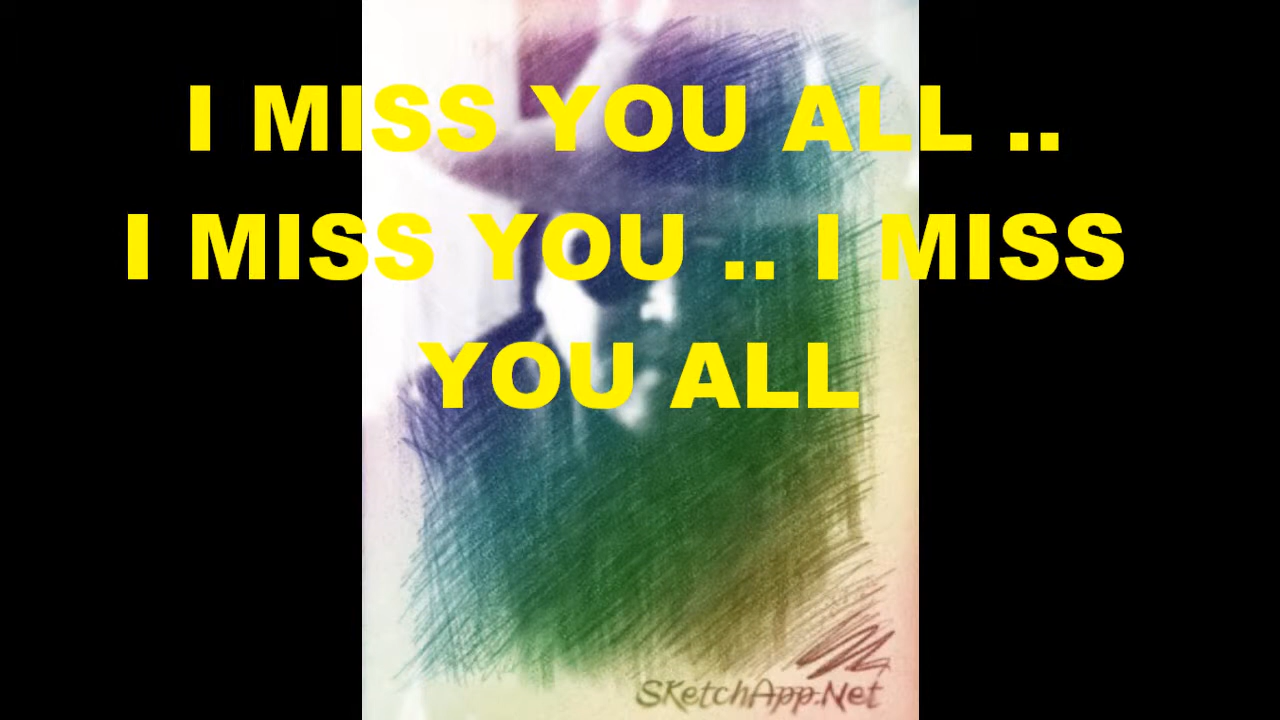 I MISS YOU ALL ..
I MISS YOU .. I MISS
YOU ALL
SketchApp.Net